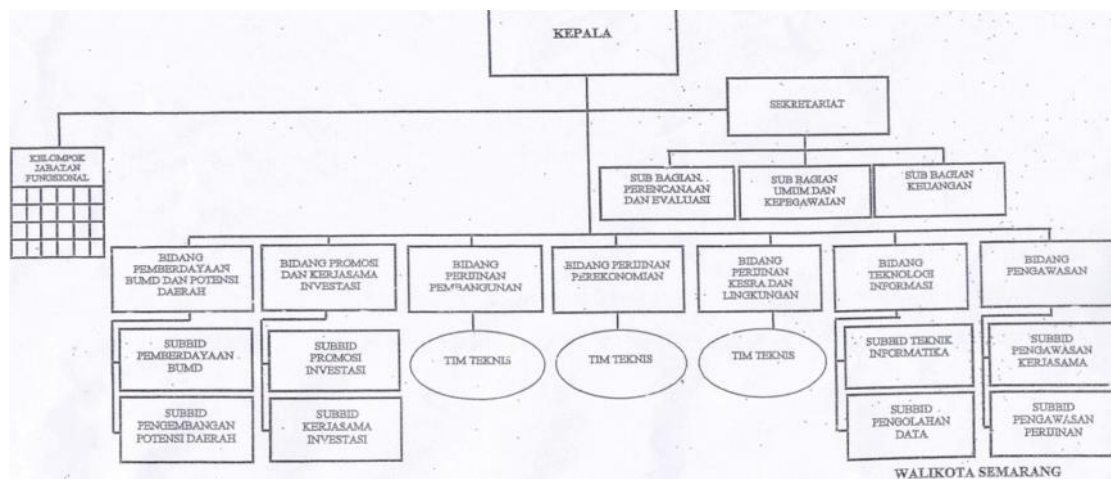 KEPALA
SEKRETARIAT
KELOMPOK
JABATAN
FUNGSIONAL
SUB BAGIAN
PERENCANAAN
DAN EVALUASI
SUB BAGIAN
UMUM DAN
KEPEGAWAIAN
SUB BAGIAN
KEUANGAN
BIDANG
PEMBERDAYAAN
BUMD DAN POTENSI
DAERAH
BIDANG PROMOSI
DAN KERJASAMA
INVESTASI
BIDANG
PERIJINAN
PEMBANGUNAN
BIDANG PERIJINAN
PEREKONOMIAN
BIDANG
PERIJINAN
KESRA DAN
LINGKUNGAN
BIDANG
TEKNOLOGI
INFORMASI
BIDANG
PENGAWASAN
SUBBID
PEMBERDAYAAN
BUMD
SUBBID
PROMOSI
INVESTASI
TIM TEKNIS
TIM TEKNIS
TIM TEKNIS
SUBBID TEKNIK
INFORMATIKA
SUBBID
PENGAWASAN
KERJASAMA
SUBBID
PENGEMBANGAN
POTENSI DAERAH
SUBBID
KERJASAMA
INVESTASI
SUBBID
PENGOLAHAN
DATA
SUBBID
PENGAWASAN
PERIJINAN
WALIKOTA SEMARANG